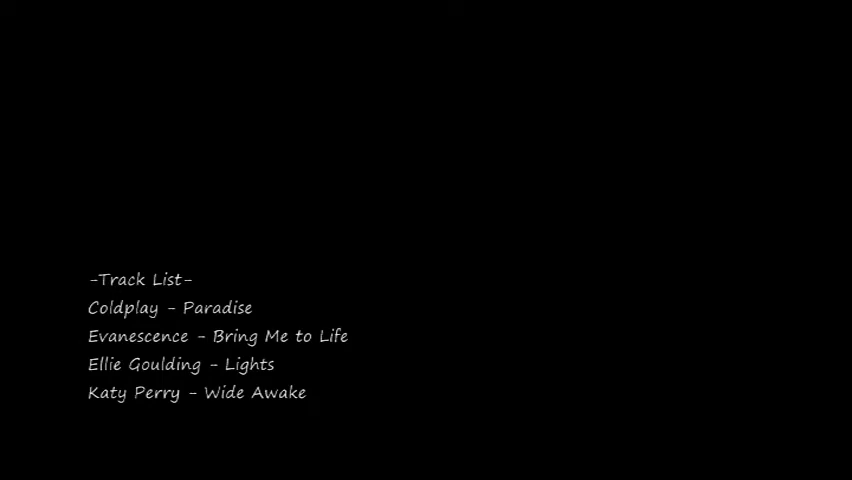 -Track List-
Coldplay - Paradise
Evanescence - Bring Me to Life
Ellie Goulding - Lights
Katy Perry - Wide Awake